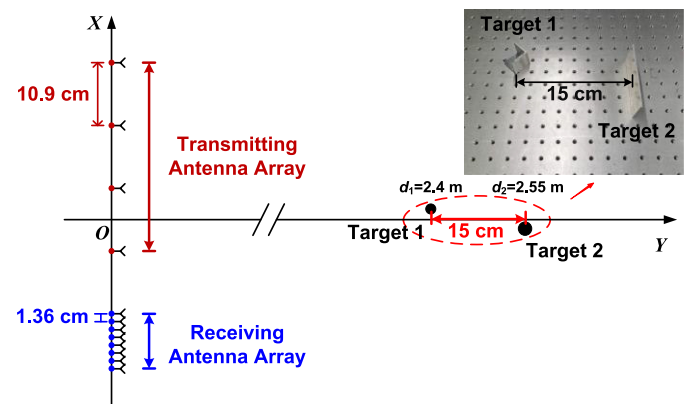 X
Target 1
10.9 cm
15 cm
Transmitting
Antenna Array
Target 2
d₁=2.4 m
d₂=2.55 m
O
Target 1
15 cm
Target 2
Y
1.36 cm
Receiving
Antenna Array